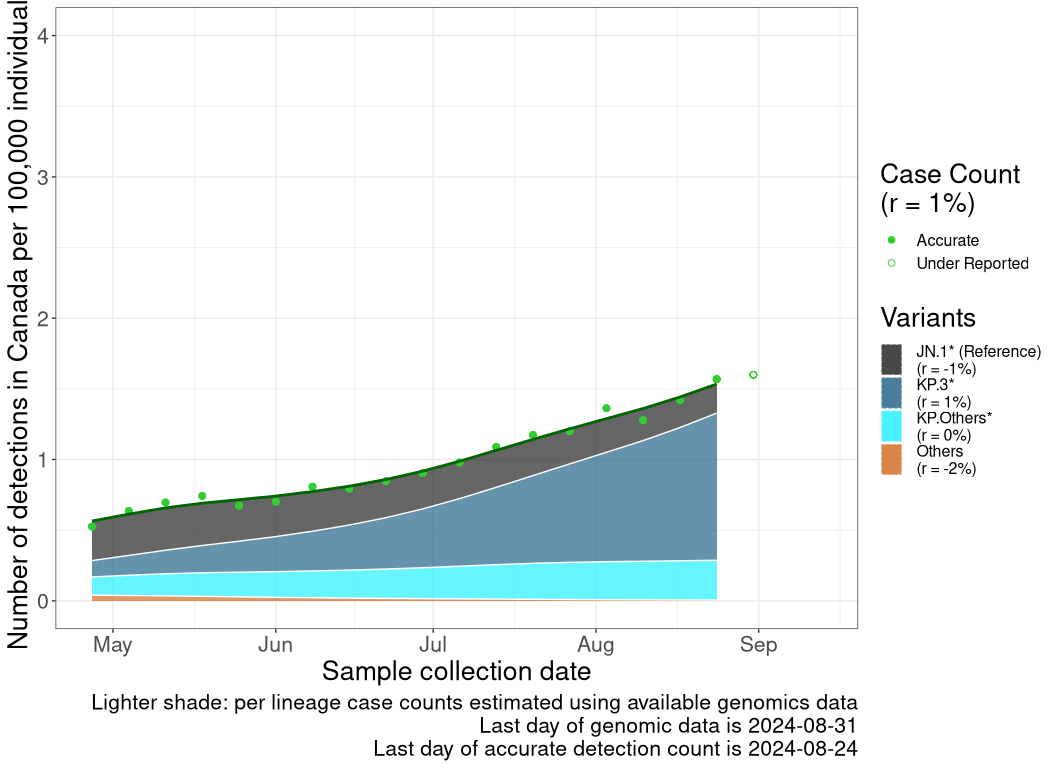 Number of detections in Canada per 100,000 individual
4
3
2
1
0
May
Jun
Jul
Aug
Sep
Sample collection date
Lighter shade: per lineage case counts estimated using available genomics data
Last day of genomic data is 2024-08-31
Last day of accurate detection count is 2024-08-24
Case Count
(r = 1%)
Accurate
Under Reported
Variants
JN.1* (Reference)
(r = -1%)
KP.3*
(r = 1%)
KP.Others*
(r = 0%)
Others
(r = -2%)